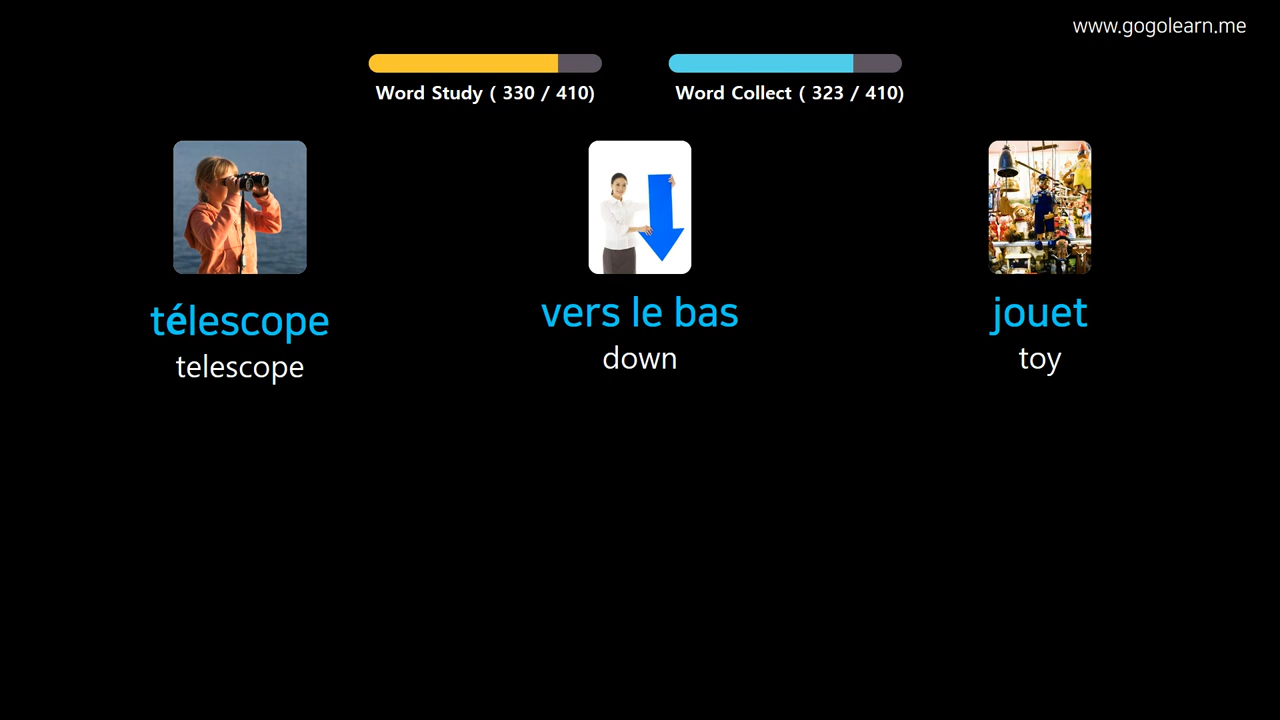 www.gogolearn.me
Word Study ( 330 / 410)
Word Collect ( 323 / 410)
télescope
telescope
vers le bas
down
jouet
toy